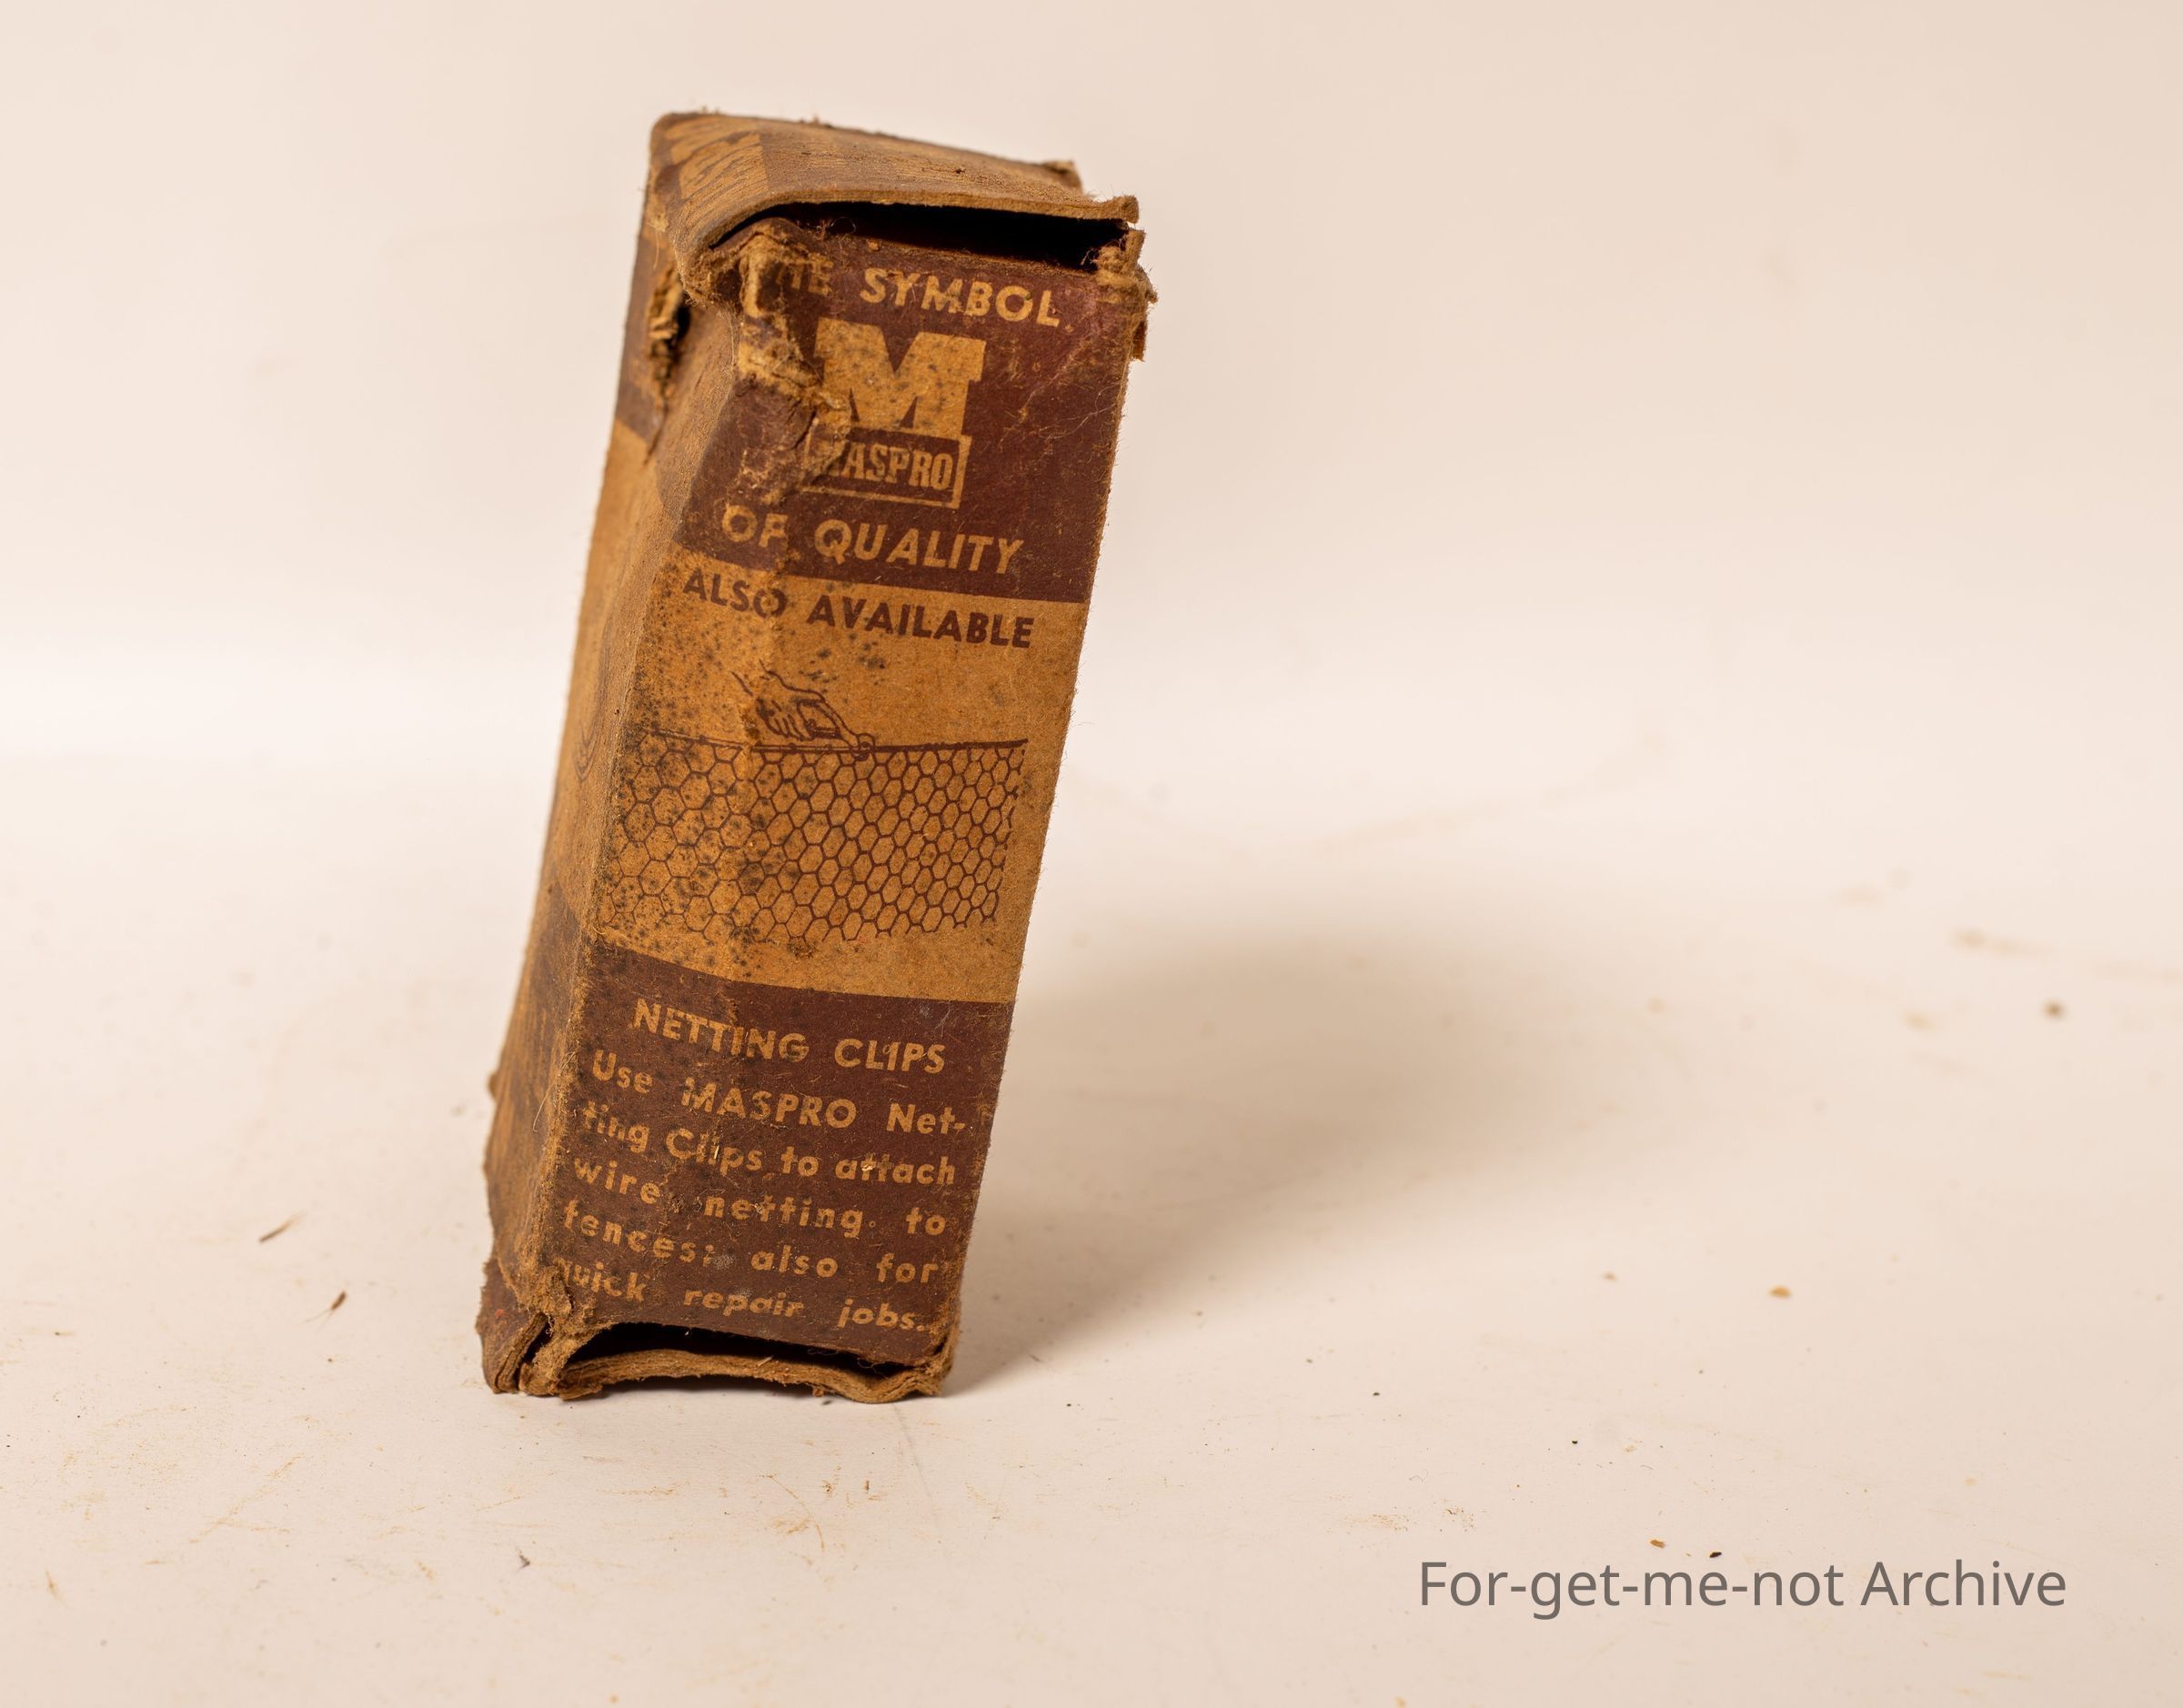 SYMBOL
M
MASPRO
OF QUALITY
ALSO AVAILABLE
NETTING CLIPS
Use MASPRO Net-
ting Clips to attach
wire netting to
fences; also for
quick repair jobs.
For-get-me-not Archive